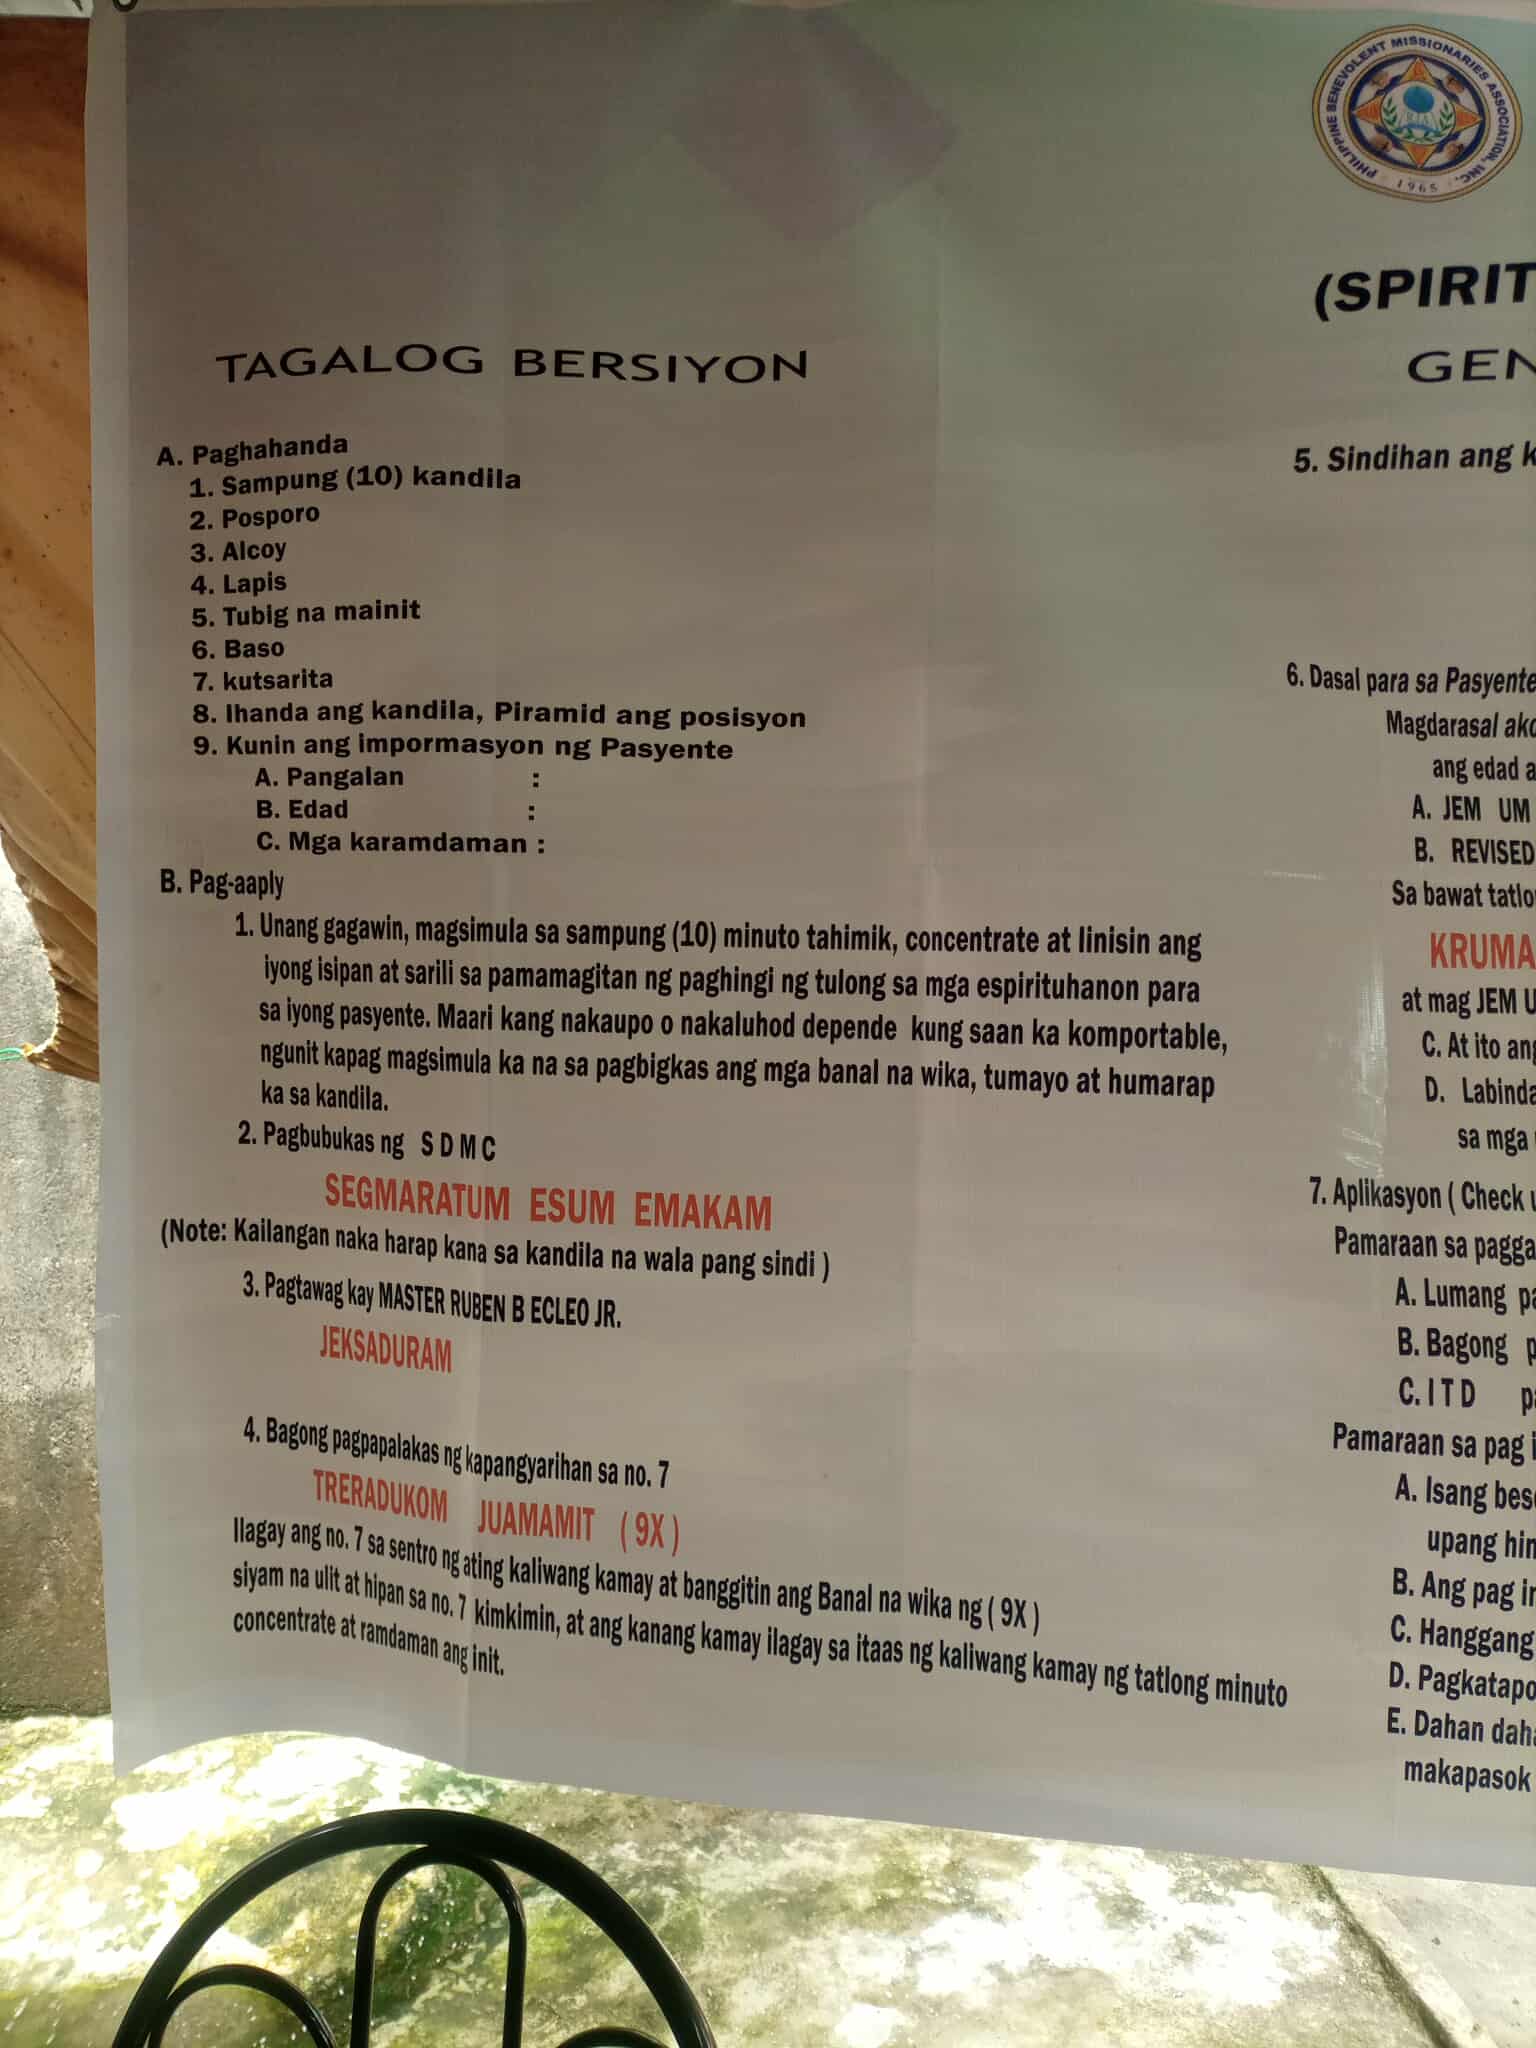 PHILIPPINE BENEVOLENT MISSIONARIES ASSOCIATION, INC.
1965
(SPIRIT
TAGALOG BERSIYON
GEN
A. Paghahanda
1. Sampung (10) kandila
2. Posporo
3. Alcoy
4. Lapis
5. Tubig na mainit
6. Baso
7. kutsarita
8. Ihanda ang kandila, Piramid ang posisyon
9. Kunin ang impormasyon ng Pasyente
A. Pangalan :
B. Edad :
C. Mga karamdaman :
B. Pag-aaply
1. Unang gagawin, magsimula sa sampung (10) minuto tahimik, concentrate at linisin ang
iyong isipan at sarili sa pamamagitan ng paghingi ng tulong sa mga espirituhanon para
sa iyong pasyente. Maari kang nakaupo o nakaluhod depende kung saan ka komportable,
ngunit kapag magsimula ka na sa pagbigkas ang mga banal na wika, tumayo at humarap
ka sa kandila.
2. Pagbubukas ng S D M C
SEGMARATUM ESUM EMAKAM
(Note: Kailangan naka harap kana sa kandila na wala pang sindi )
3. Pagtawag kay MASTER RUBEN B ECLEO JR.
JEKSADURAM
4. Bagong pagpapalakas ng kapangyarihan sa no. 7
TRERADUKOM JUAMAMIT ( 9X )
Ilagay ang no. 7 sa sentro ng ating kaliwang kamay at banggitin ang Banal na wika ng ( 9X )
siyam na ulit at hipan sa no. 7 kimkimin, at ang kanang kamay ilagay sa itaas ng kaliwang kamay ng tatlong minuto
concentrate at ramdaman ang init.
5. Sindihan ang k
6. Dasal para sa Pasyente
Magdarasal ako
ang edad a
A. JEM UM
B. REVISED
Sa bawat tatlo
KRUMA
at mag JEM U
C. At ito ang
D. Labinda
sa mga
7. Aplikasyon ( Check u
Pamaraan sa pagga
A. Lumang pa
B. Bagong p
C. I T D pa
Pamaraan sa pag i
A. Isang bes
upang hin
B. Ang pag in
C. Hanggang
D. Pagkatapo
E. Dahan daha
makapasok